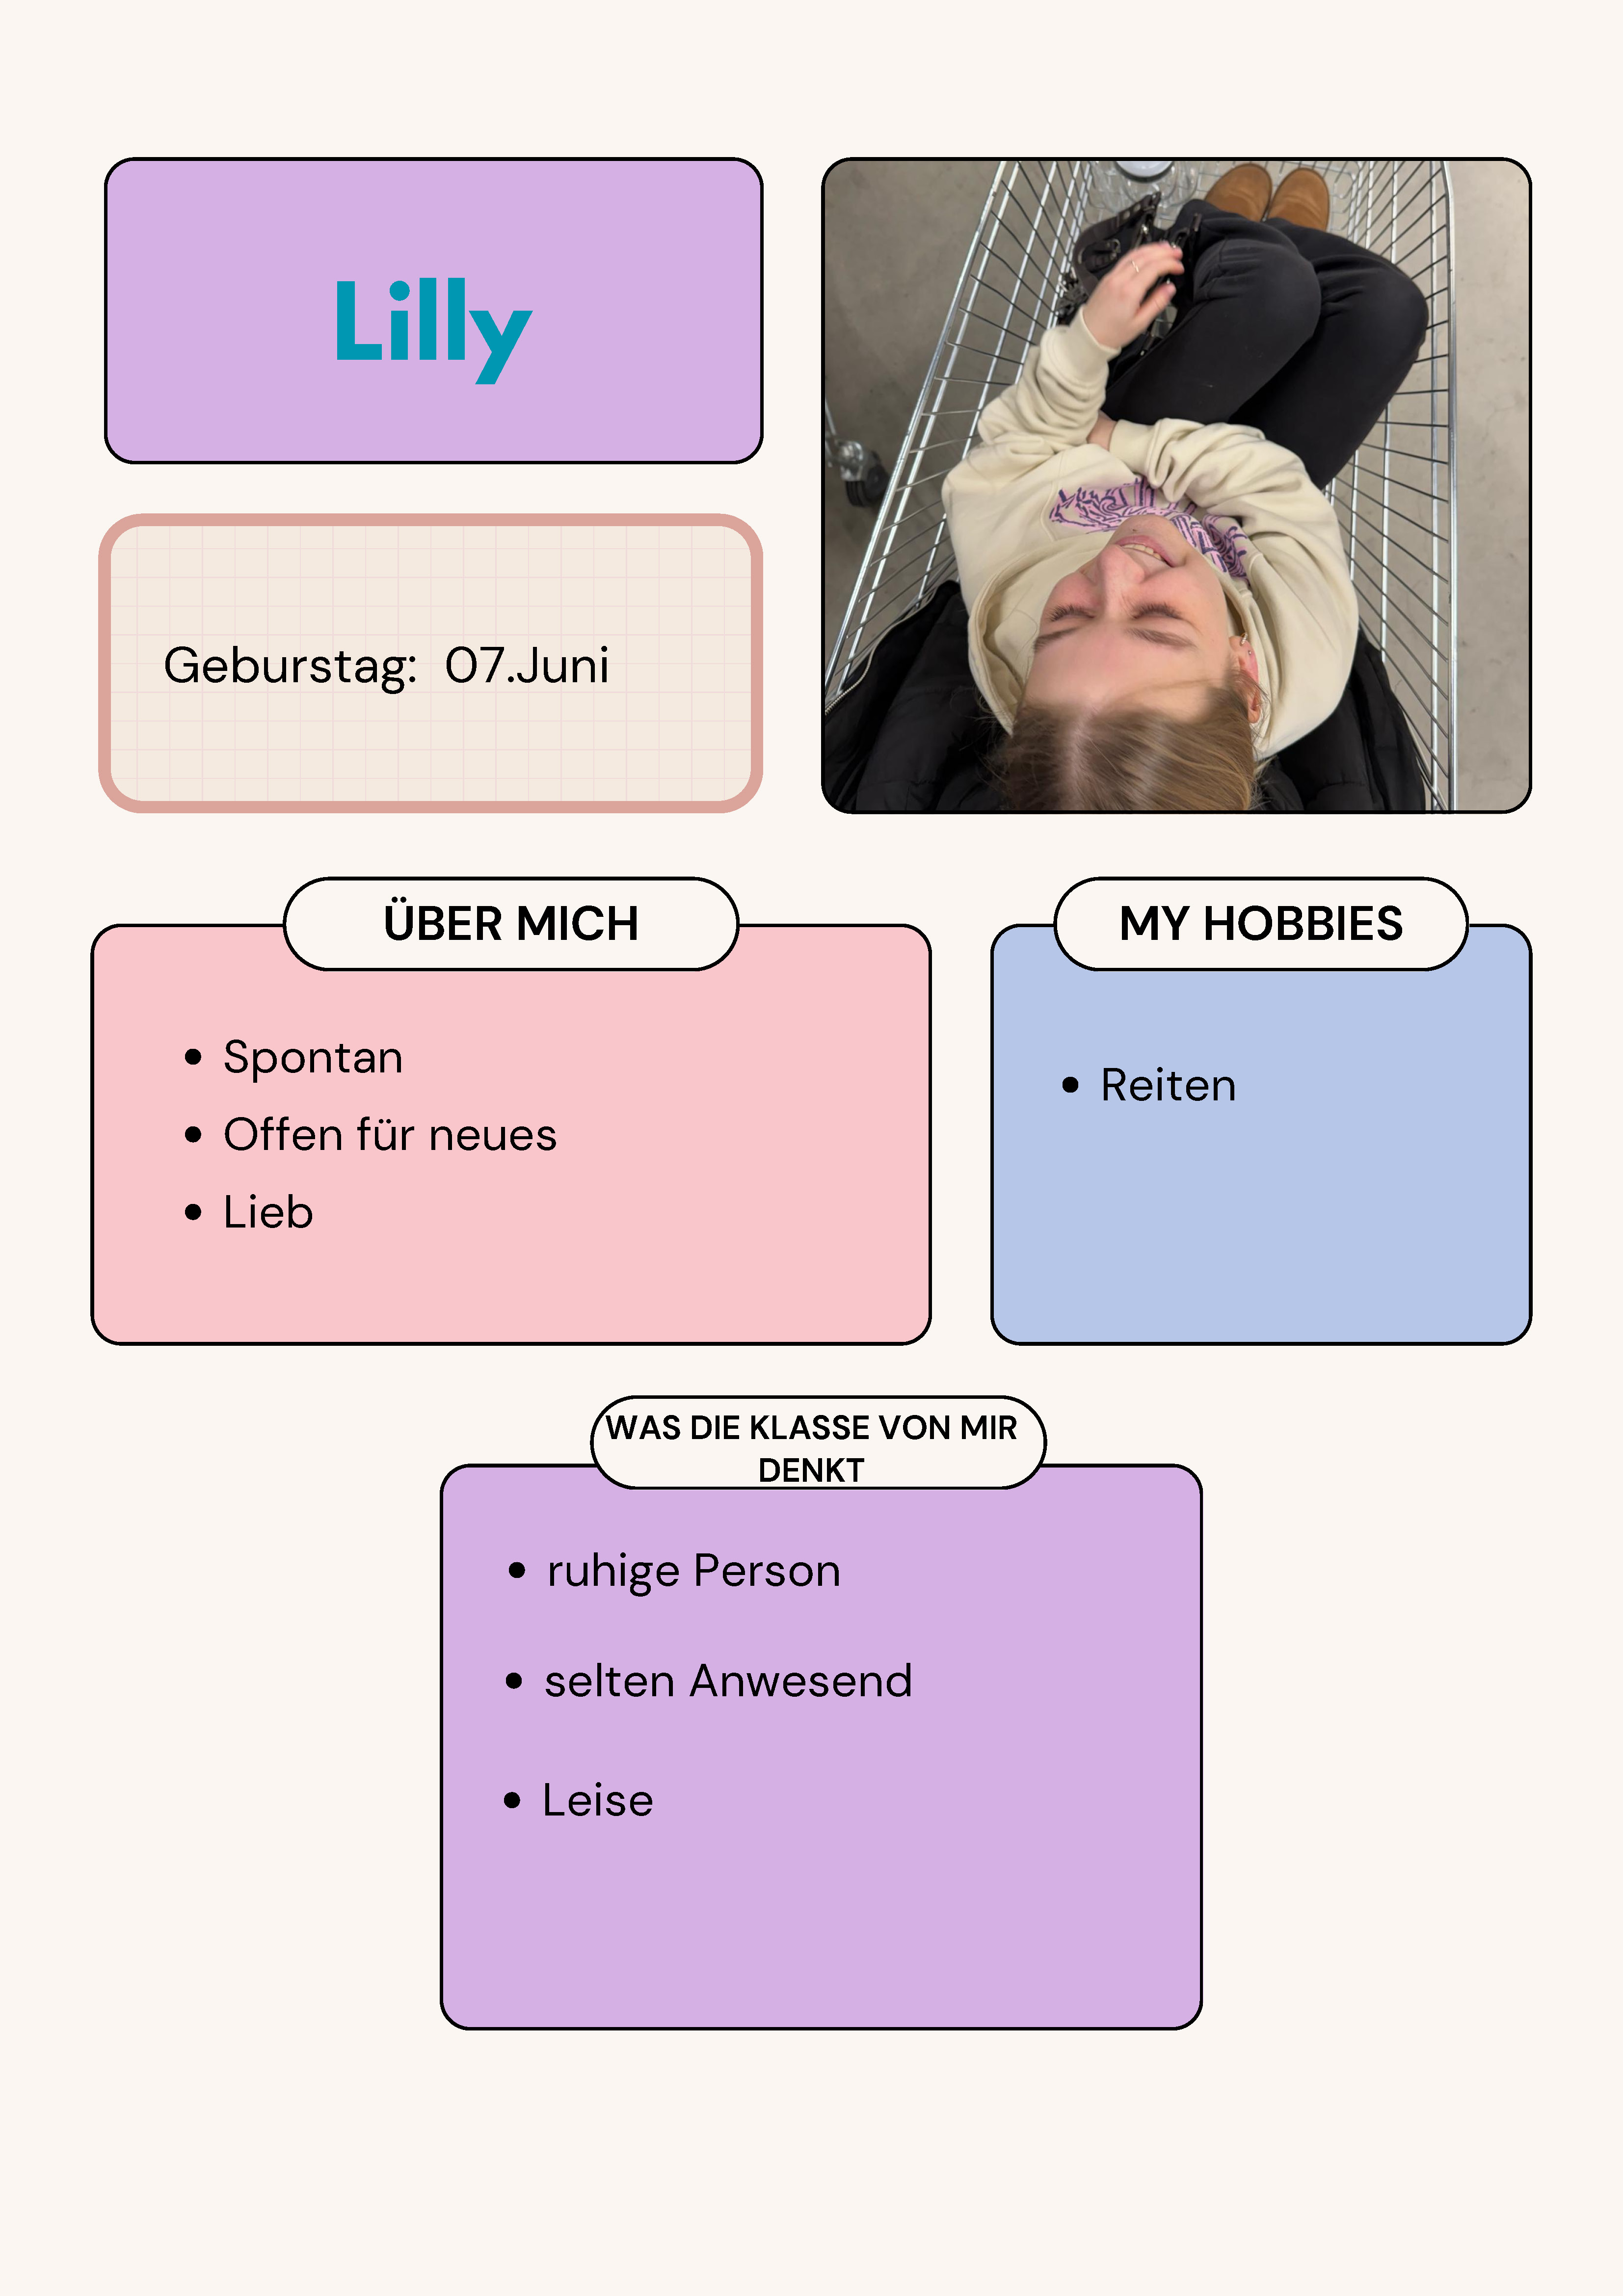 Lilly
Geburstag:  07.Juni
ÜBER MICH
Spontan
Offen für neues
Lieb
MY HOBBIES
Reiten
WAS DIE KLASSE VON MIR
DENKT
ruhige Person
selten Anwesend
Leise